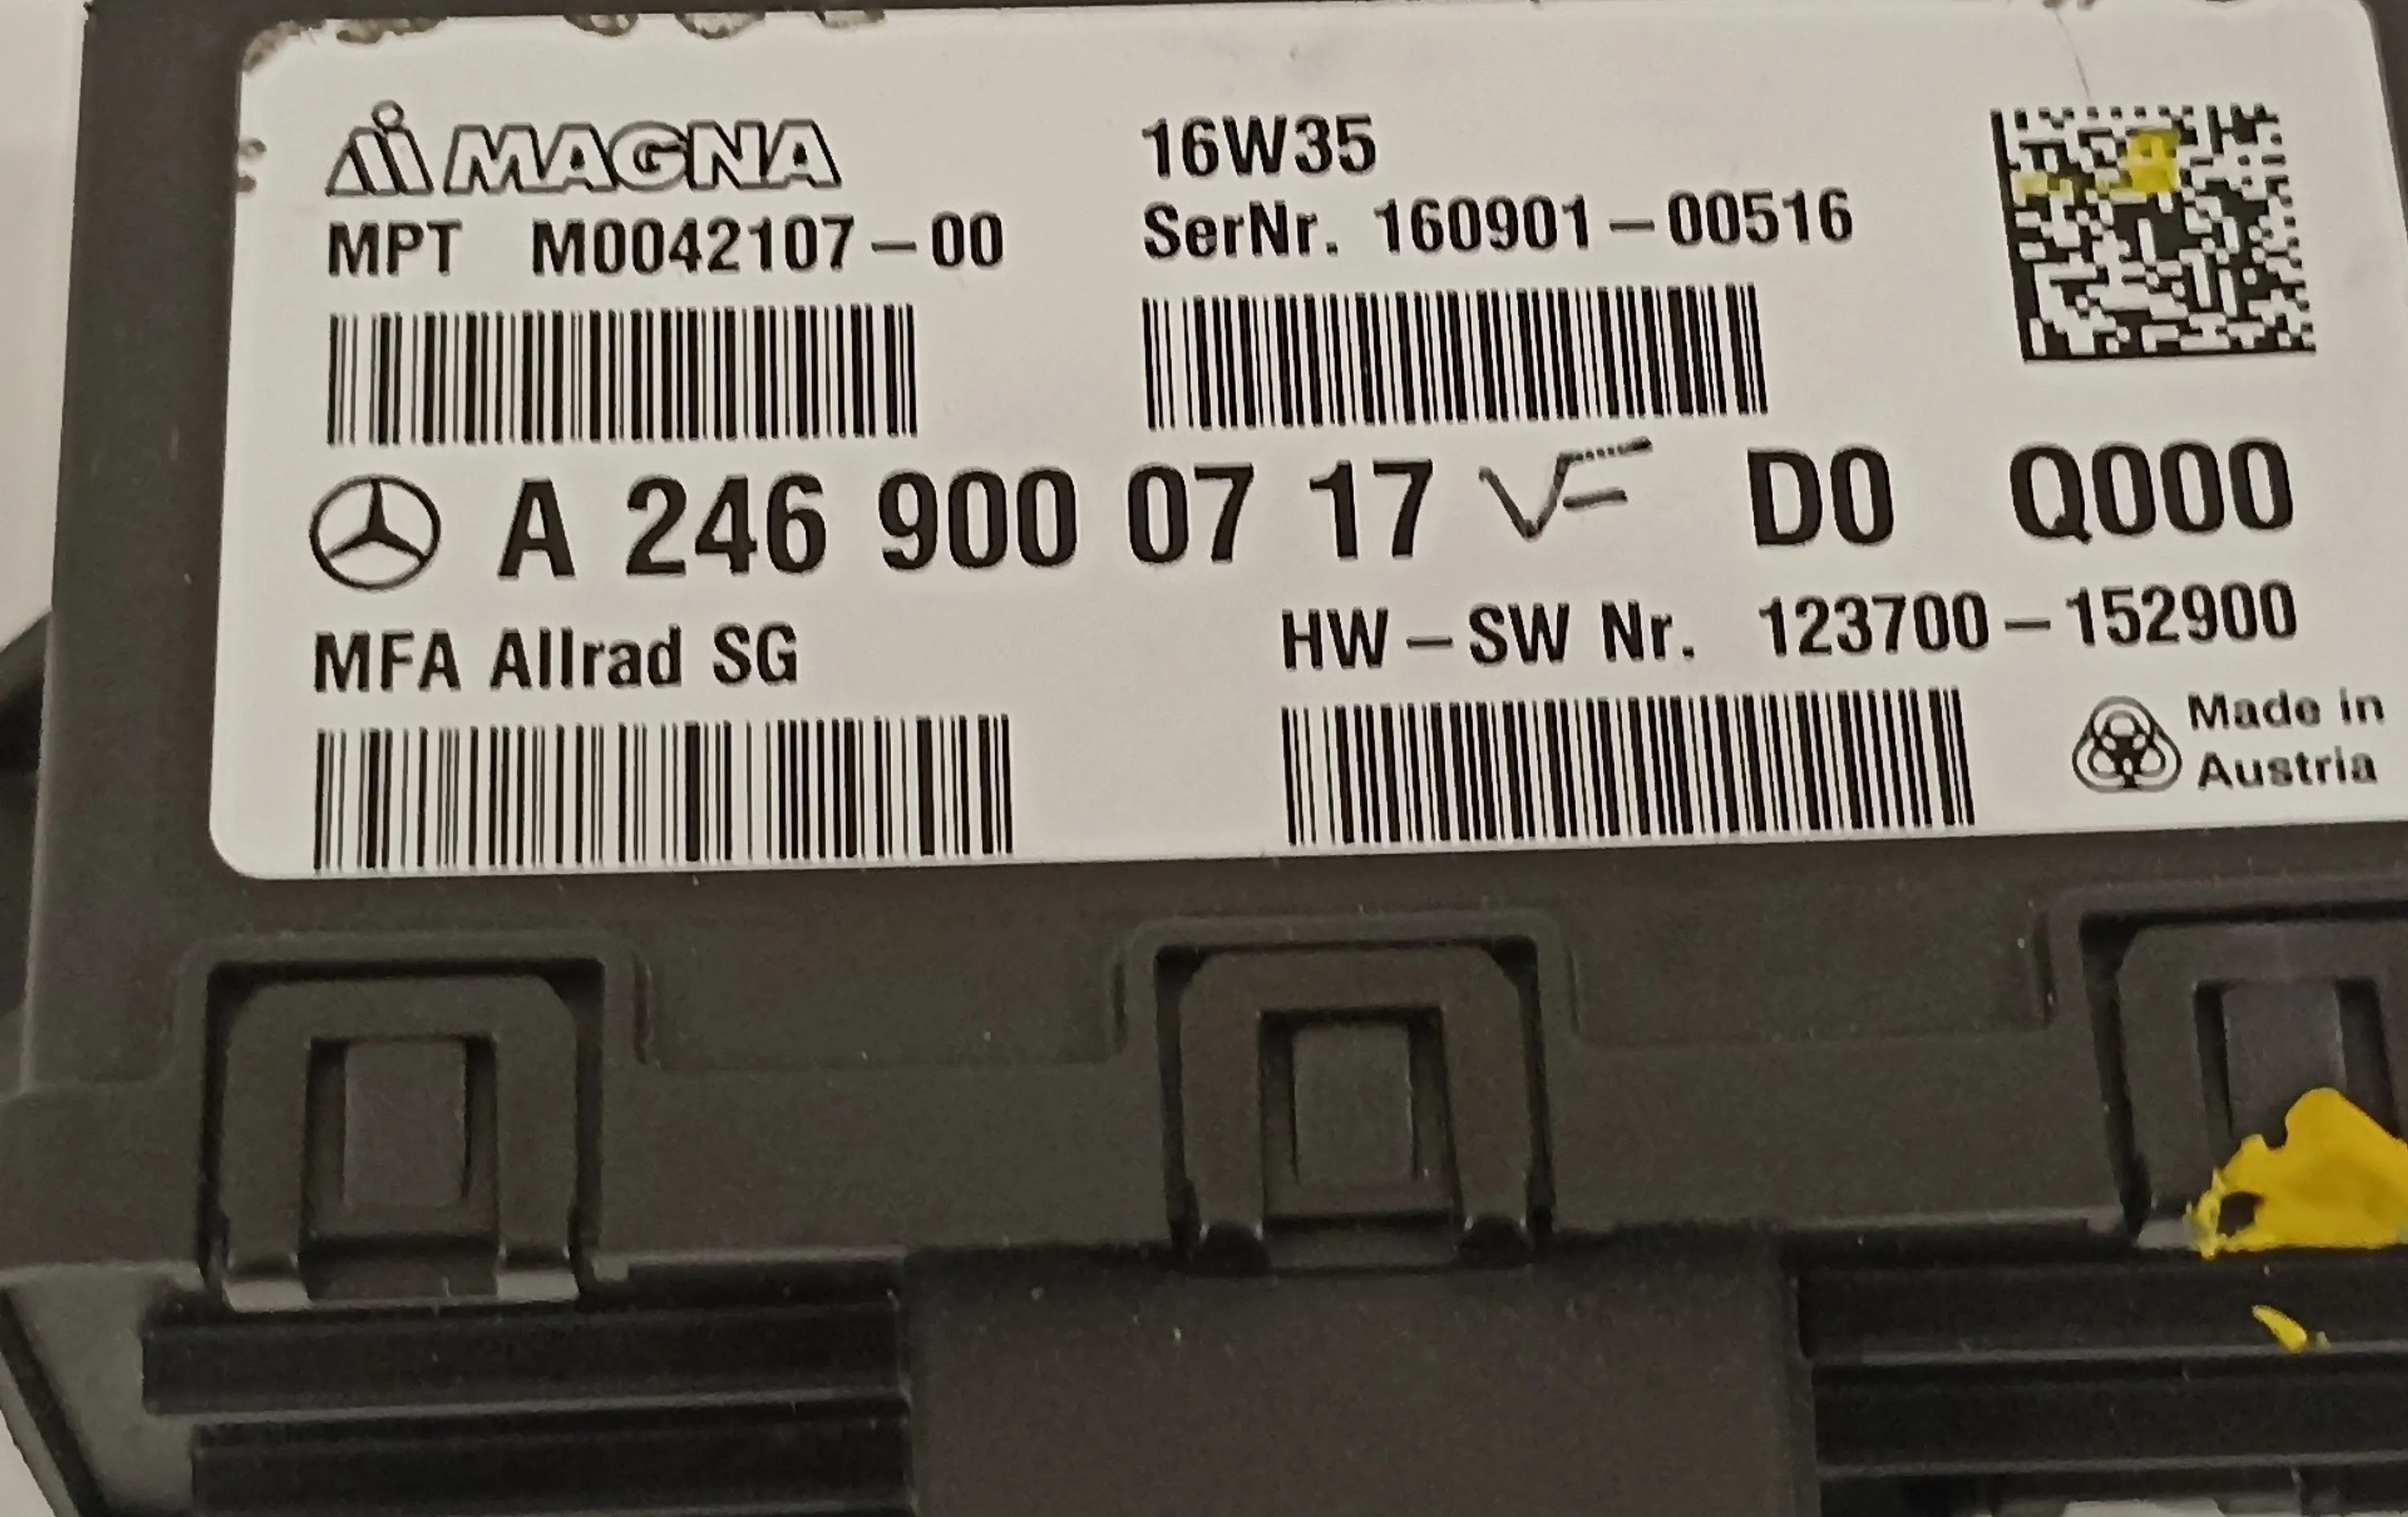 MAGNA
16W35
MPT M0042107-00
SerNr. 160901-00516
A 246 900 07 17 D0 Q000
MFA Allrad SG
HW-SW Nr. 123700-152900
Made in
Austria